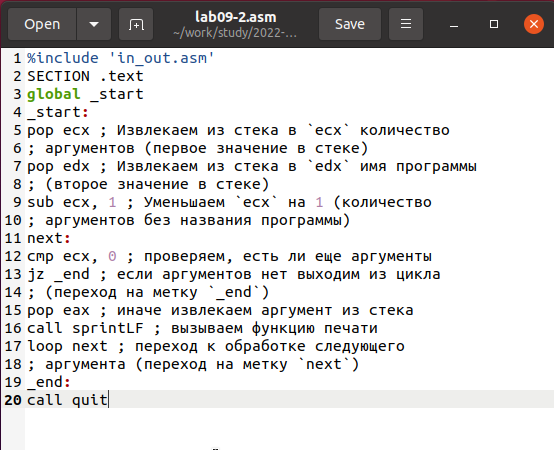 Open
lab09-2.asm
~/work/study/2022-...
Save
1 %include 'in_out.asm'
2 SECTION .text
3 global _start
4 _start:
5 pop ecx ; Извлекаем из стека в `ecx` количество
6 ; аргументов (первое значение в стеке)
7 pop edx ; Извлекаем из стека в `edx` имя программы
8 ; (второе значение в стеке)
9 sub ecx, 1 ; Уменьшаем `ecx` на 1 (количество
10 ; аргументов без названия программы)
11 next:
12 cmp ecx, 0 ; проверяем, есть ли еще аргументы
13 jz _end ; если аргументов нет выходим из цикла
14 ; (переход на метку `_end`)
15 pop eax ; иначе извлекаем аргумент из стека
16 call sprintLF ; вызываем функцию печати
17 loop next ; переход к обработке следующего
18 ; аргумента (переход на метку `next`)
19 _end:
20 call quit